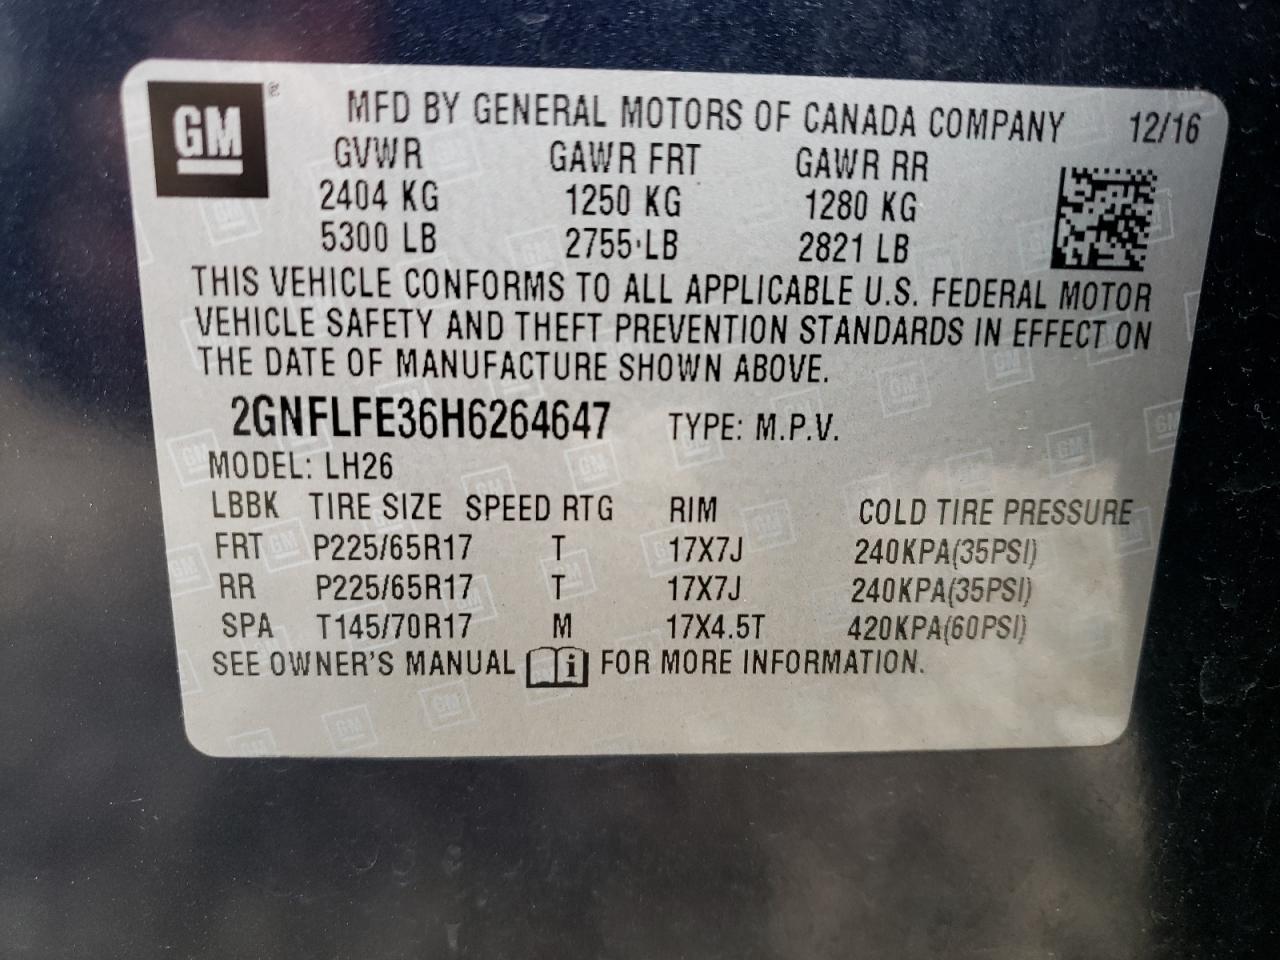 GM ®
MFD BY GENERAL MOTORS OF CANADA COMPANY 12/16
GVWR GAWR FRT GAWR RR
2404 KG 1250 KG 1280 KG
5300 LB 2755 LB 2821 LB
THIS VEHICLE CONFORMS TO ALL APPLICABLE U.S. FEDERAL MOTOR
VEHICLE SAFETY AND THEFT PREVENTION STANDARDS IN EFFECT ON
THE DATE OF MANUFACTURE SHOWN ABOVE.
2GNFLFE36H6264647 TYPE: M.P.V.
MODEL: LH26
LBBK TIRE SIZE SPEED RTG RIM COLD TIRE PRESSURE
FRT P225/65R17 T 17X7J 240KPA(35PSI)
RR P225/65R17 T 17X7J 240KPA(35PSI)
SPA T145/70R17 M 17X4.5T 420KPA(60PSI)
SEE OWNER'S MANUAL i FOR MORE INFORMATION.